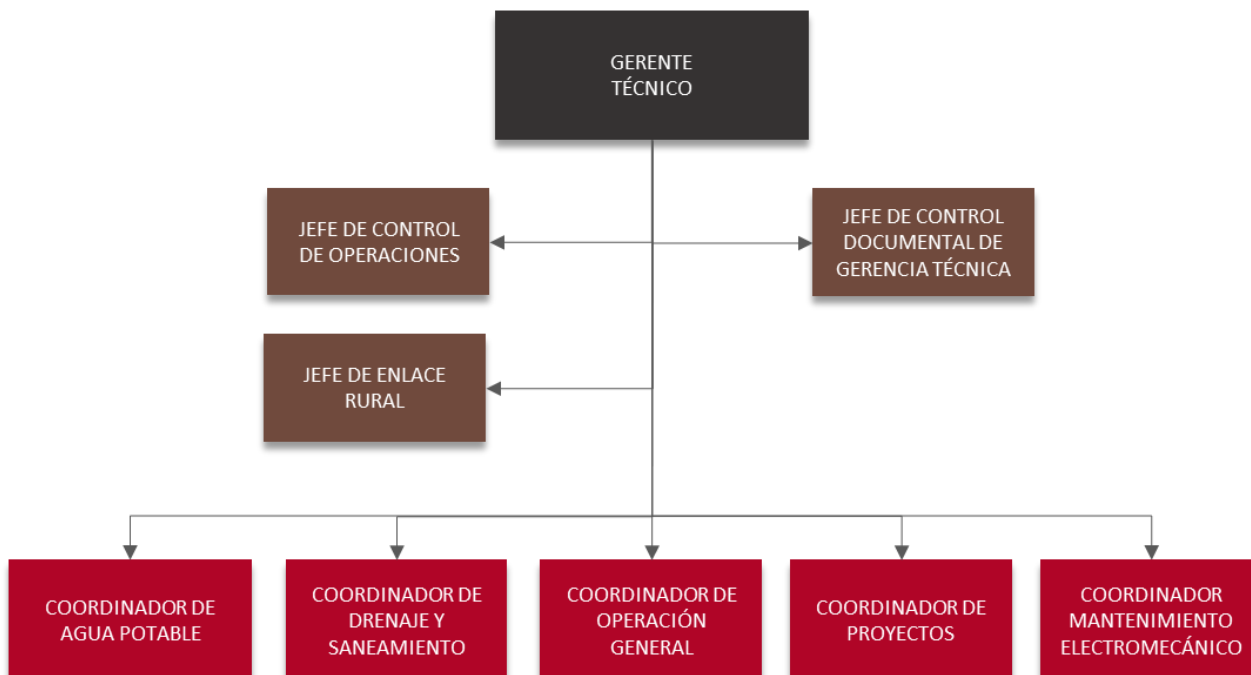 GERENTE
TÉCNICO
JEFE DE CONTROL
DE OPERACIONES
JEFE DE CONTROL
DOCUMENTAL DE
GERENCIA TÉCNICA
JEFE DE ENLACE
RURAL
COORDINADOR DE
AGUA POTABLE
COORDINADOR DE
DRENAJE Y
SANEAMIENTO
COORDINADOR DE
OPERACIÓN
GENERAL
COORDINADOR DE
PROYECTOS
COORDINADOR
MANTENIMIENTO
ELECTROMECÁNICO